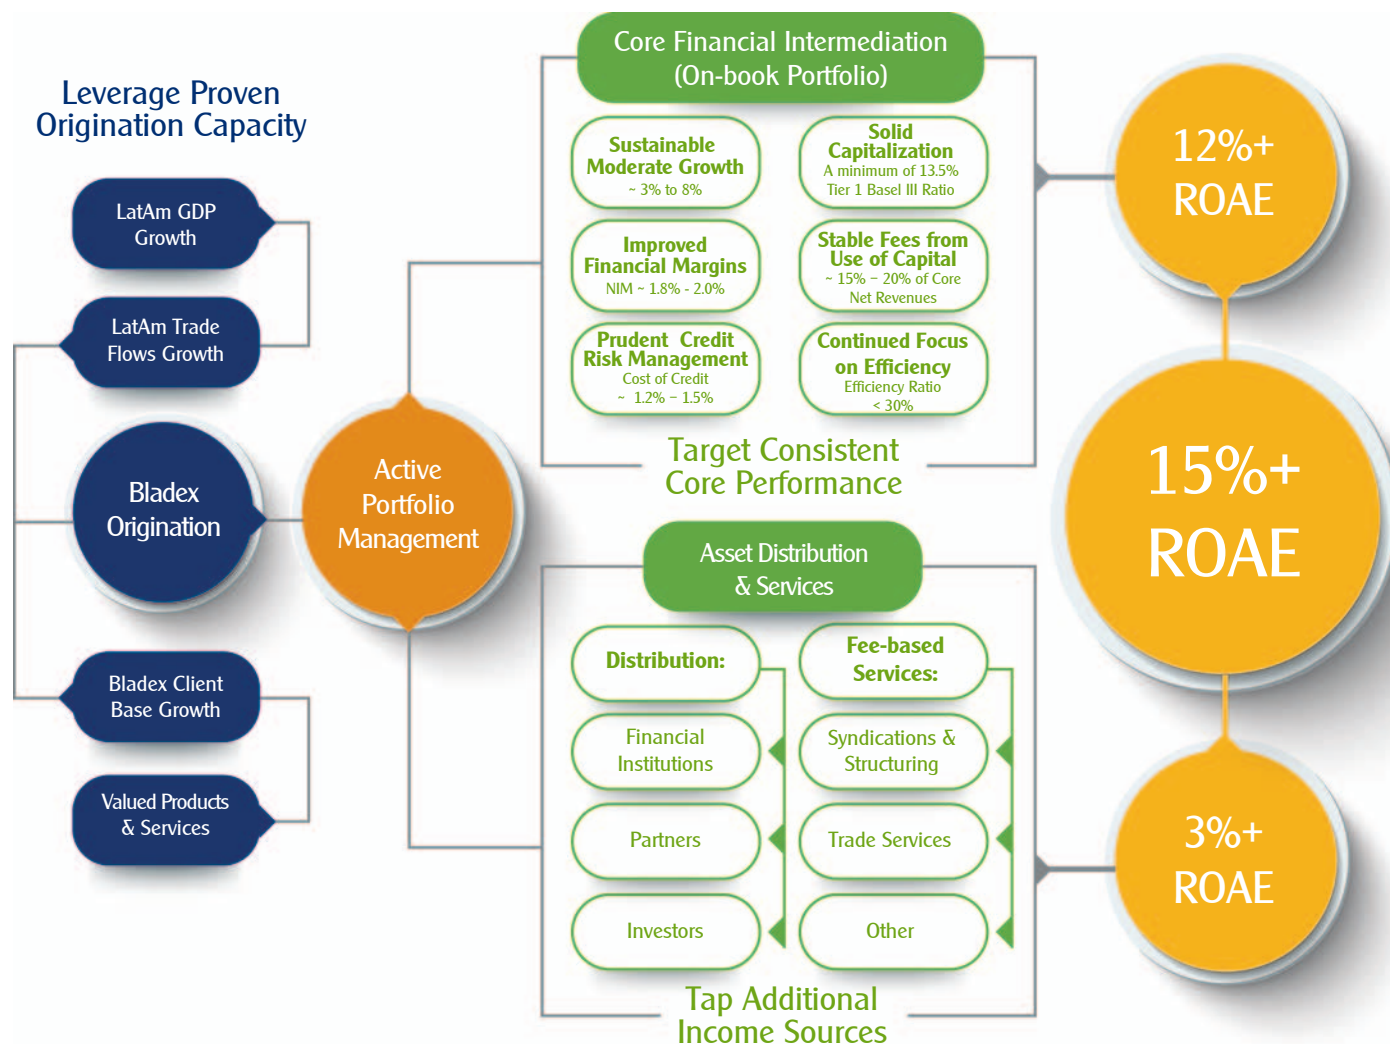 Leverage Proven
Origination Capacity
LatAm GDP
Growth
LatAm Trade
Flows Growth
Bladex
Origination
Bladex Client
Base Growth
Valued Products
& Services
Active
Portfolio
Management
Core Financial Intermediation
(On-book Portfolio)
Sustainable
Moderate Growth
~ 3% to 8%
Solid
Capitalization
A minimum of 13.5%
Tier 1 Basel III Ratio
Improved
Financial Margins
NIM ~ 1.8% - 2.0%
Stable Fees from
Use of Capital
~ 15% – 20% of Core
Net Revenues
Prudent Credit
Risk Management
Cost of Credit
~ 1.2% – 1.5%
Continued Focus
on Efficiency
Efficiency Ratio
< 30%
Target Consistent
Core Performance
Asset Distribution
& Services
Distribution:
Financial
Institutions
Partners
Investors
Fee-based
Services:
Syndications &
Structuring
Trade Services
Other
Tap Additional
Income Sources
12%+
ROAE
15%+
ROAE
3%+
ROAE